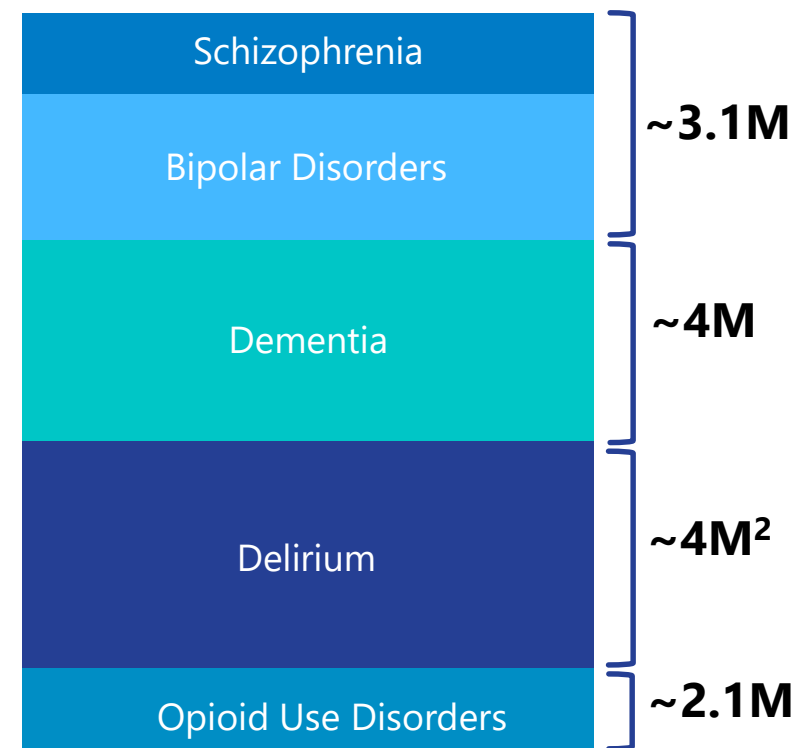 Schizophrenia
~3.1M
Bipolar Disorders
Dementia
~4M
Delirium
~4M²
Opioid Use Disorders
~2.1M